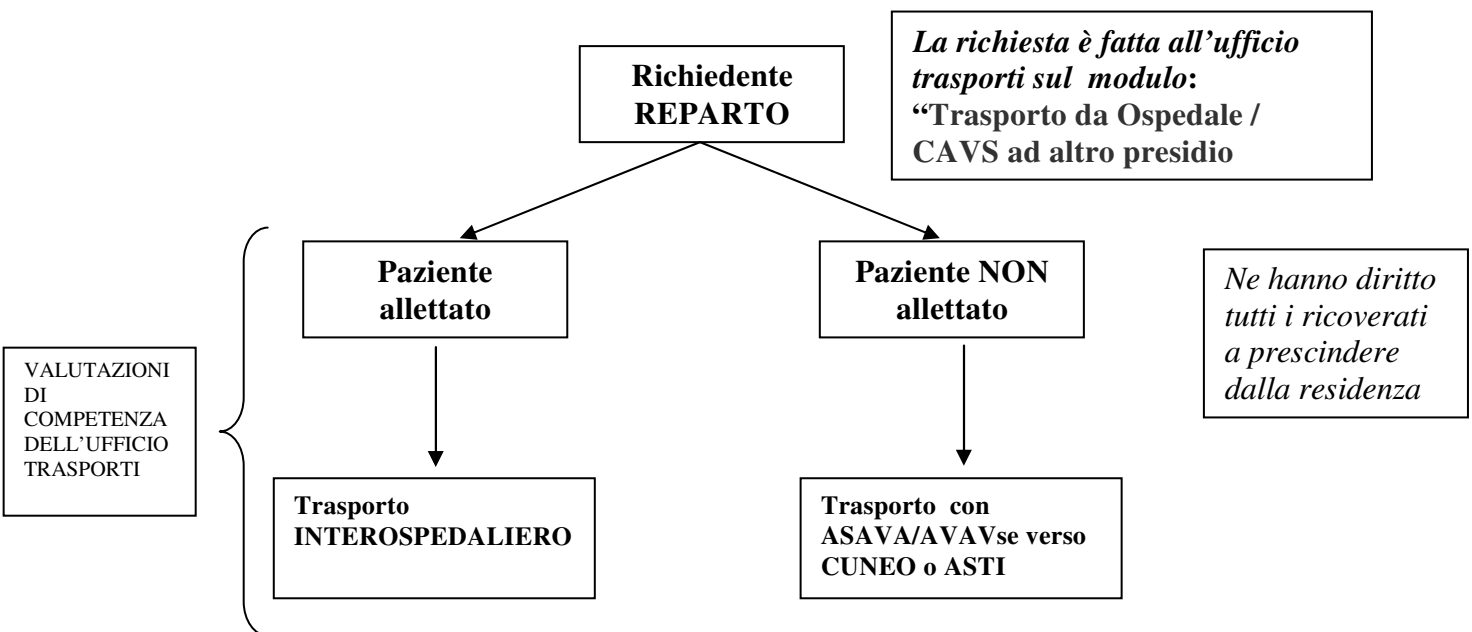 Richiedente
REPARTO
La richiesta è fatta all’ufficio
trasporti sul modulo:
“Trasporto da Ospedale /
CAVS ad altro presidio
Paziente
allettato
Paziente NON
allettato
Ne hanno diritto
tutti i ricoverati
a prescindere
dalla residenza
VALUTAZIONI
DI
COMPETENZA
DELL’UFFICIO
TRASPORTI
Trasporto
INTEROSPEDALIERO
Trasporto con
ASAVA/AVAVse verso
CUNEO o ASTI